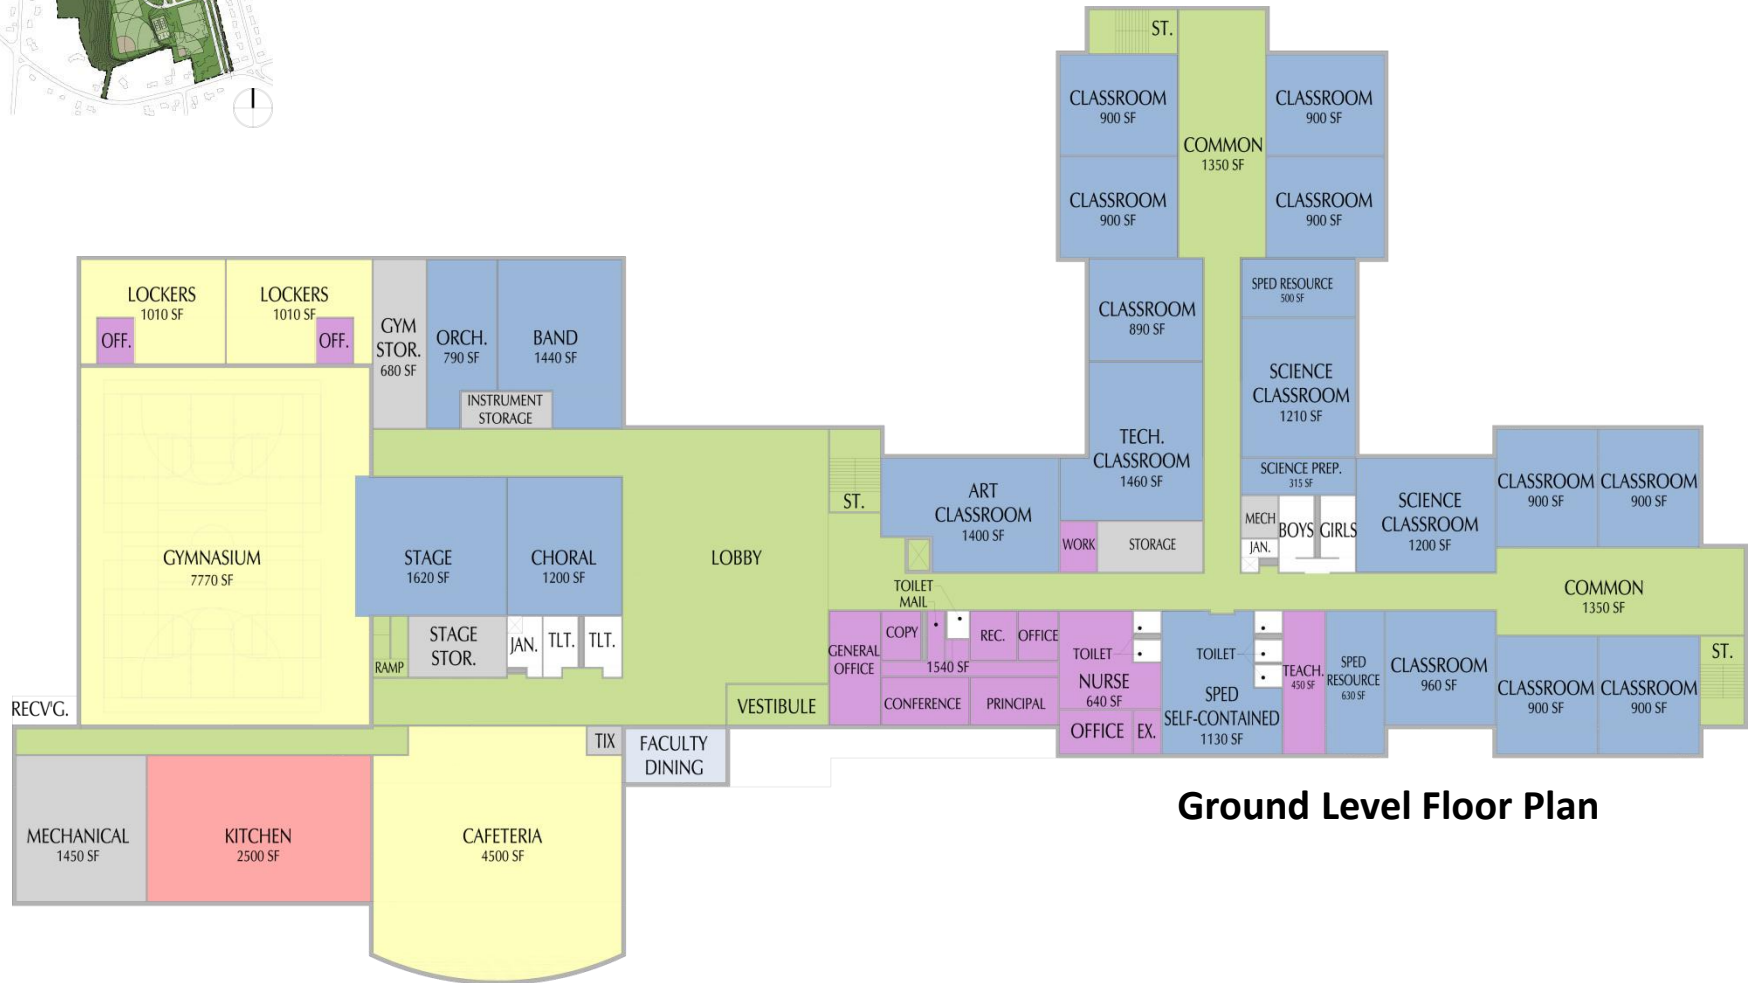 ST.
CLASSROOM
900 SF
CLASSROOM
900 SF
COMMON
1350 SF
CLASSROOM
900 SF
CLASSROOM
900 SF
LOCKERS
1010 SF
LOCKERS
1010 SF
OFF.
OFF.
GYM
STOR.
680 SF
ORCH.
790 SF
BAND
1440 SF
INSTRUMENT
STORAGE
CLASSROOM
890 SF
SPED RESOURCE
500 SF
SCIENCE
CLASSROOM
1210 SF
TECH.
CLASSROOM
1460 SF
SCIENCE PREP.
315 SF
ST.
ART
CLASSROOM
1400 SF
WORK
STORAGE
MECH
JAN.
BOYS
GIRLS
SCIENCE
CLASSROOM
1200 SF
CLASSROOM
900 SF
CLASSROOM
900 SF
GYMNASIUM
7770 SF
STAGE
1620 SF
CHORAL
1200 SF
LOBBY
COMMON
1350 SF
RAMP
STAGE
STOR.
JAN.
TLT.
TLT.
TOILET
MAIL
GENERAL
OFFICE
COPY
REC.
OFFICE
1540 SF
CONFERENCE
PRINCIPAL
TOILET
NURSE
640 SF
OFFICE
EX.
TOILET
SPED
SELF-CONTAINED
1130 SF
TEACH.
450 SF
SPED
RESOURCE
630 SF
CLASSROOM
960 SF
CLASSROOM
900 SF
CLASSROOM
900 SF
ST.
RECV'G.
VESTIBULE
TIX
FACULTY
DINING
MECHANICAL
1450 SF
KITCHEN
2500 SF
CAFETERIA
4500 SF
Ground Level Floor Plan